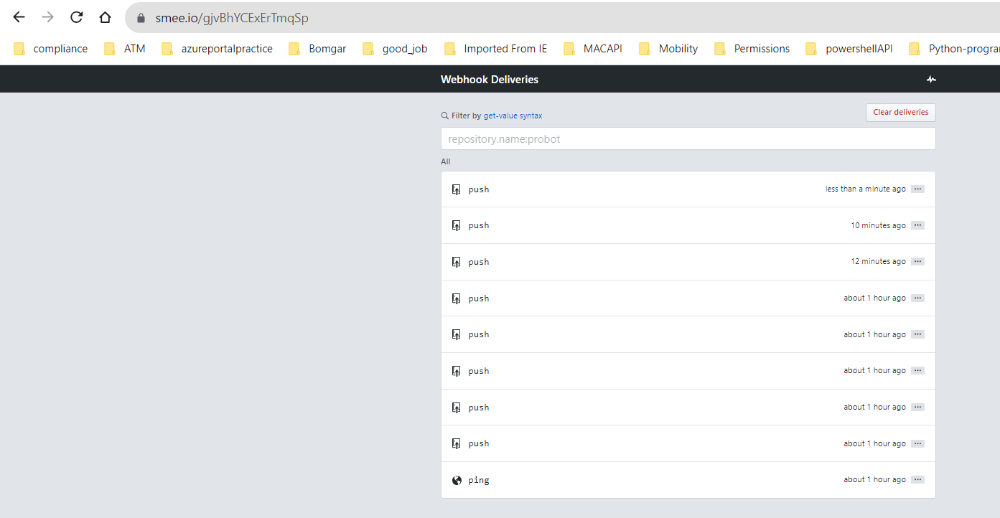 smee.io/gjvBhYCExErTmqSp
compliance ATM azureportalpractice Bomgar good_job Imported From IE MACAPI Mobility Permissions powershellAPI Python-progra
Webhook Deliveries
Filter by get-value syntax Clear deliveries
repository.name:probot
All
push less than a minute ago
push 10 minutes ago
push 12 minutes ago
push about 1 hour ago
push about 1 hour ago
push about 1 hour ago
push about 1 hour ago
push about 1 hour ago
ping about 1 hour ago